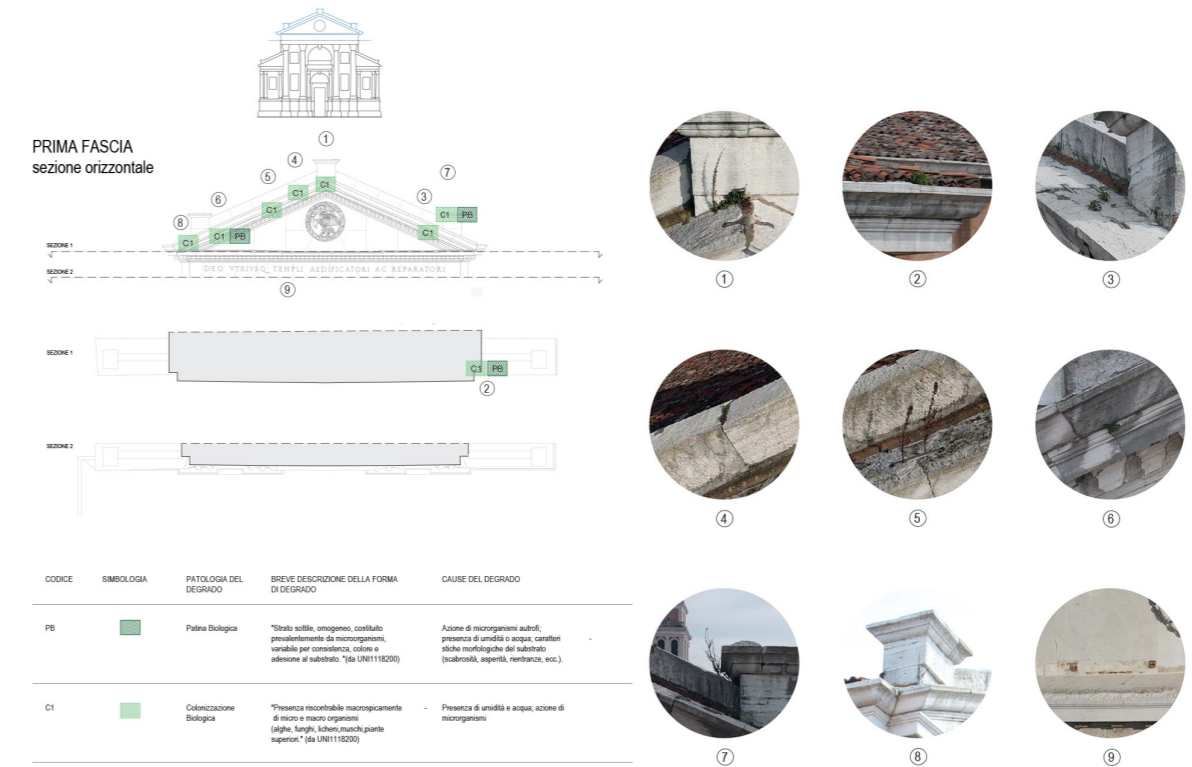 PRIMA FASCIA
sezione orizzontale
1
4
5
7
6
3
8
C1
C1
C1
C1 PB
C1 PB
C1
C1
SEZIONE 1
DEO VTRIVSQ_ TEMPLI AEDIFICATORI AC REPARATORI
SEZIONE 2
9
SEZIONE 1
C1 PB
2
SEZIONE 2
1
2
3
4
5
6
7
8
9
CODICE SIMBOLOGIA PATOLOGIA DEL BREVE DESCRIZIONE DELLA FORMA CAUSE DEL DEGRADO
DEGRADO DI DEGRADO
PB Patina Biologica "Strato sottile, omogeneo, costituito Azione di microrganismi autrofi;
prevalentemente da microorganismi, presenza di umidità o acqua; caratteri -
variabile per consistenza, colore e stiche morfologiche del substrato
adesione al substrato. "(da UNI1118200) (scabrosità, asperità, rientranze, ecc.).
C1 Colonizzazione "Presenza riscontrabile macrospicamente - Presenza di umidità e acqua; azione di
Biologica di micro e macro organismi microrganismi
(alghe, funghi, licheni,muschi,piante
superiori." (da UNI1118200)